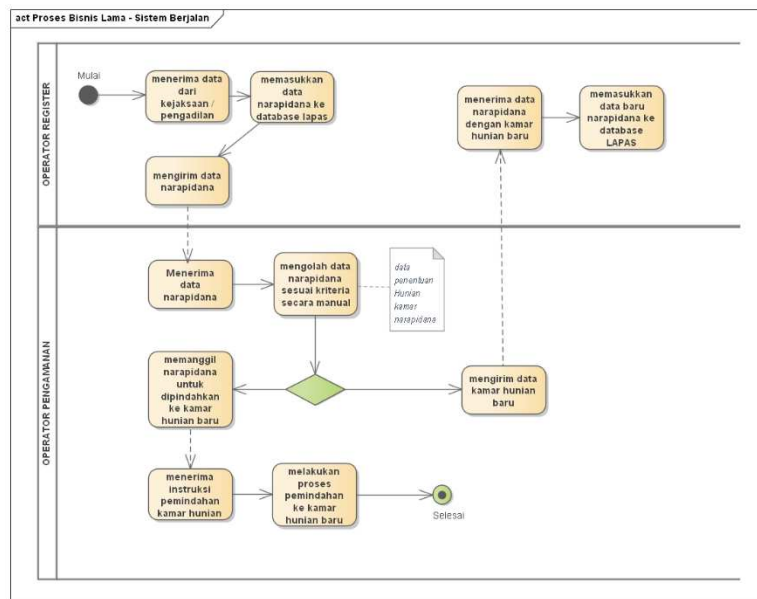 act Proses Bisnis Lama - Sistem Berjalan
OPERATOR REGISTER
Mulai
menerima data
dari
kejaksaan /
pengadilan
memasukkan
data
narapidana ke
database lapas
mengirim data
narapidana
menerima data
narapidana
dengan kamar
hunian baru
memasukkan
data baru
narapidana ke
database
LAPAS
OPERATOR PENGAMANAN
Menerima
data
narapidana
mengolah data
narapidana
sesuai kriteria
secara manual
data
penentuan
Hunian
kamar
narapidana
memanggil
narapidana
untuk
dipindahkan
ke kamar
hunian baru
mengirim data
kamar hunian
baru
menerima
instruksi
pemindahan
kamar hunian
melakukan
proses
pemindahan
ke kamar
hunian baru
Selesai